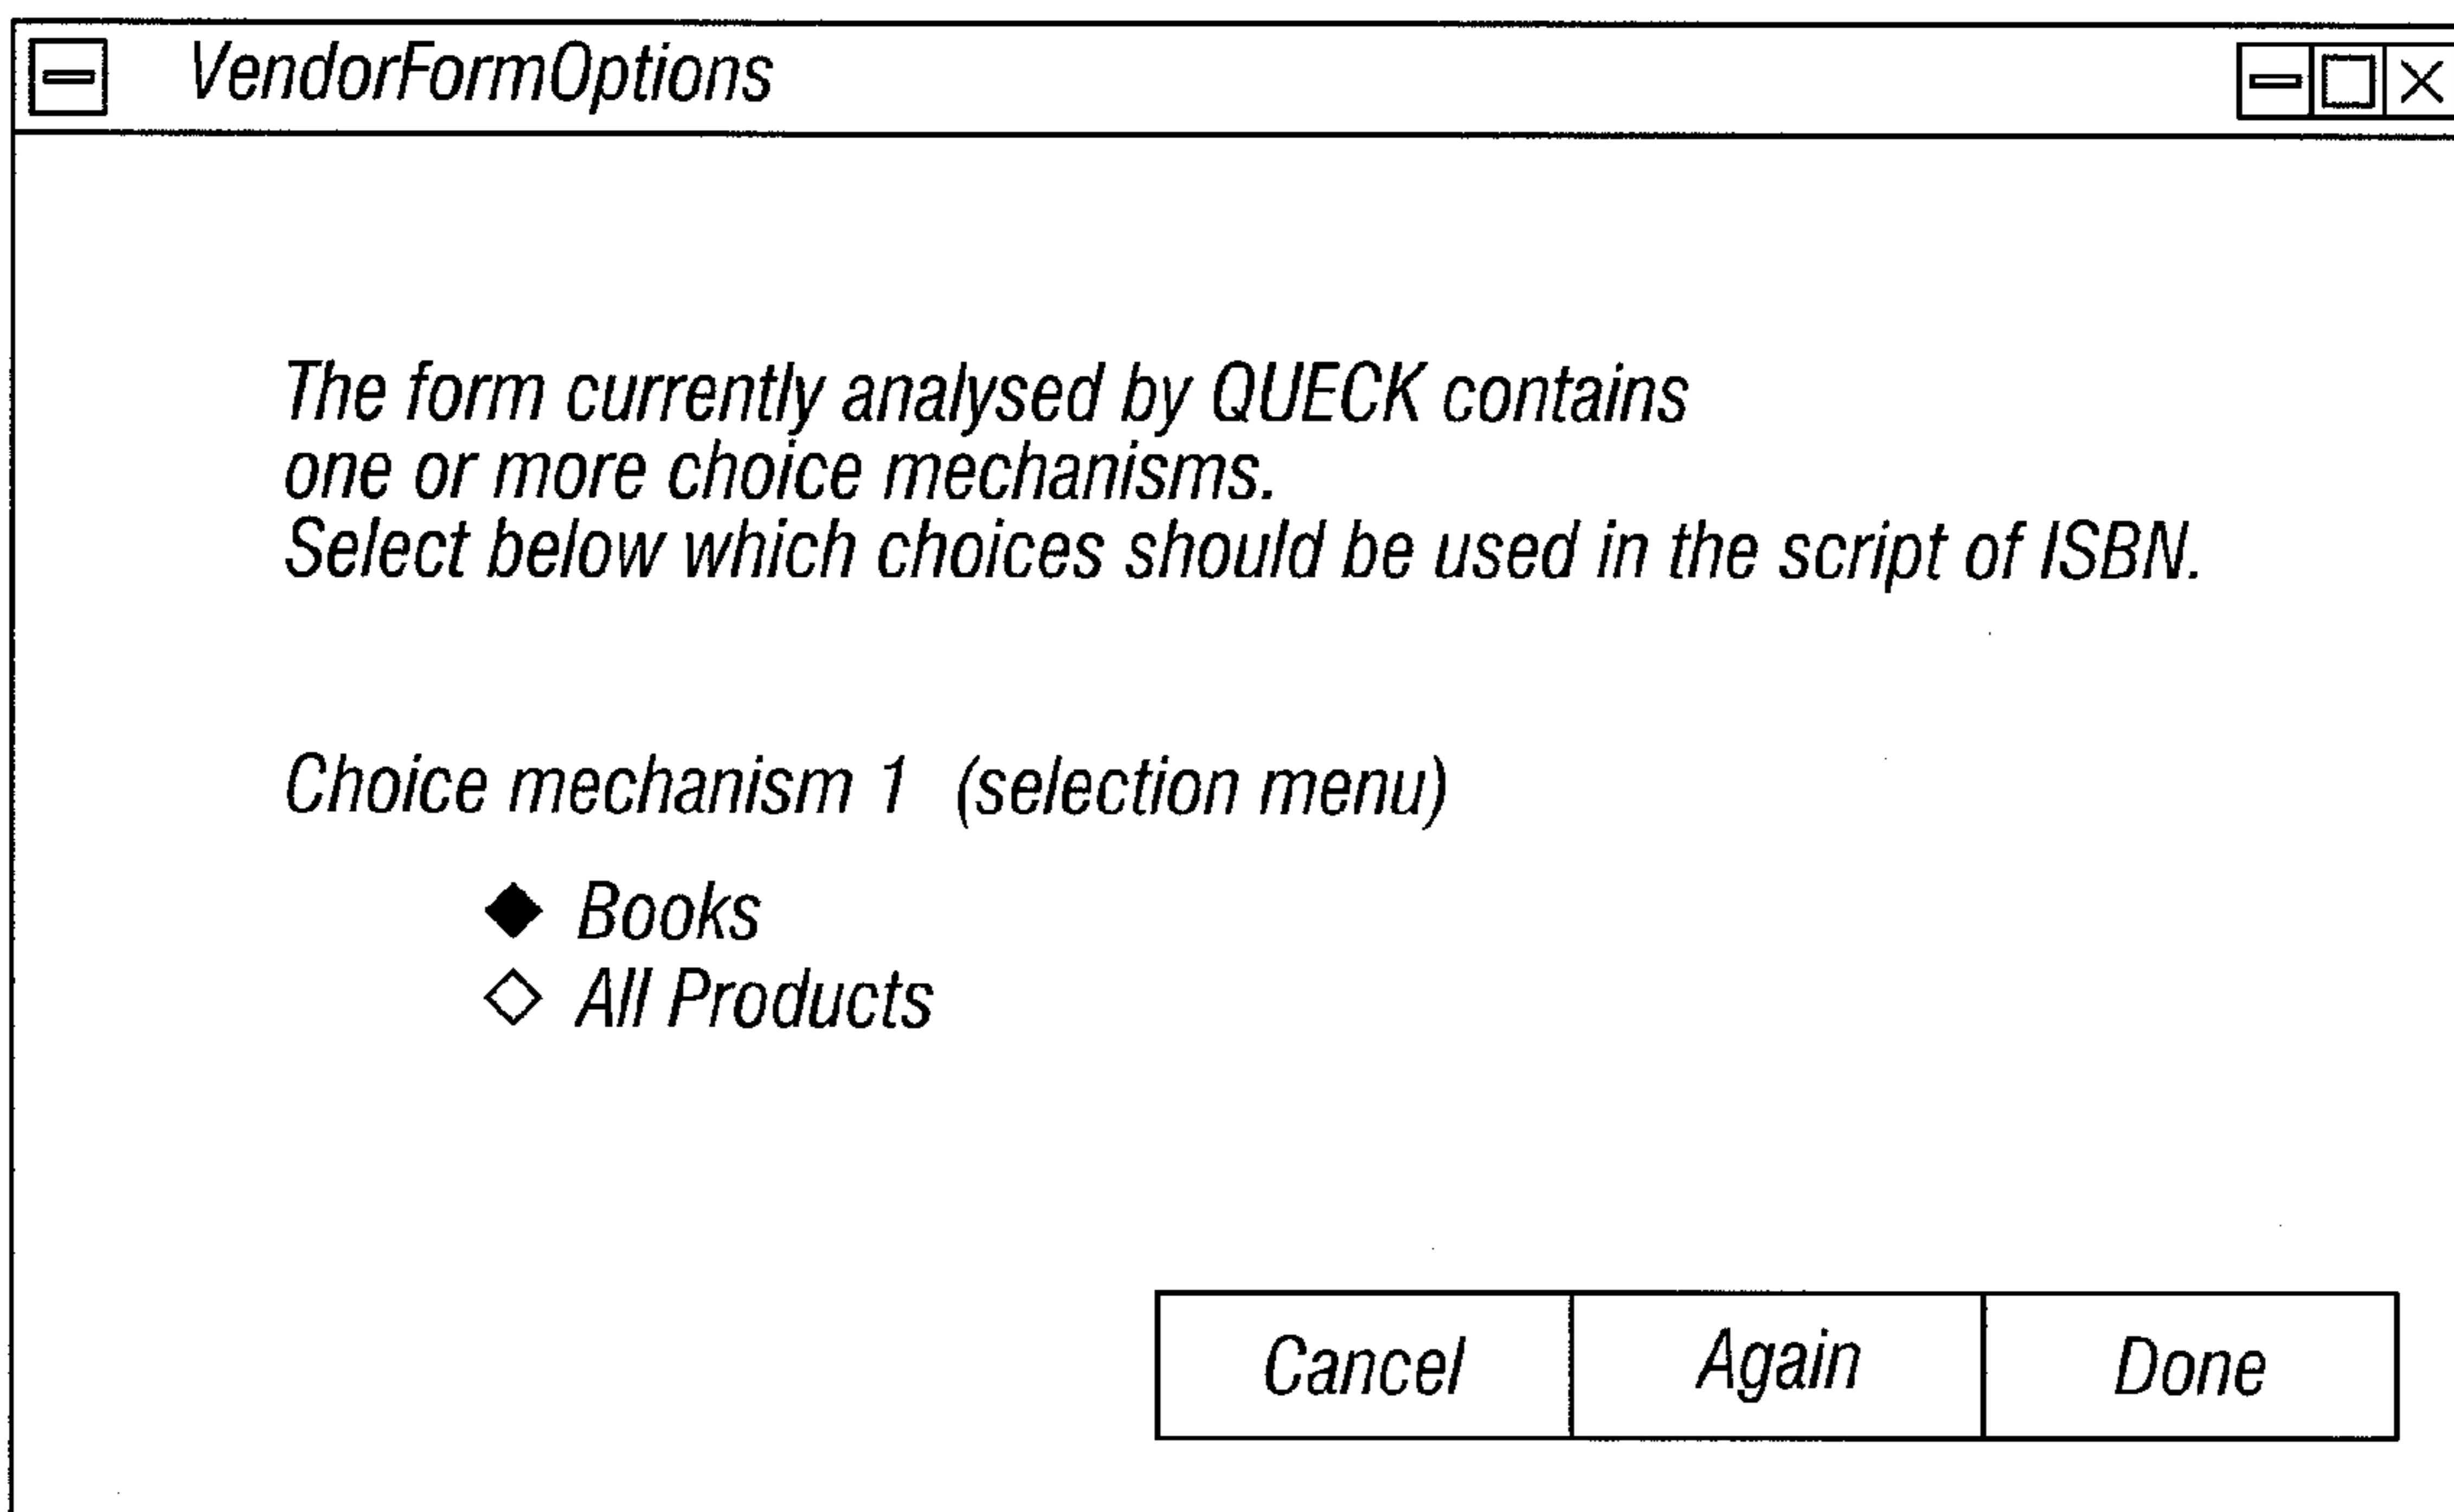 VendorFormOptions
The form currently analysed by QUECK contains
one or more choice mechanisms.
Select below which choices should be used in the script of ISBN.
Choice mechanism 1 (selection menu)
Books
All Products
Cancel Again Done